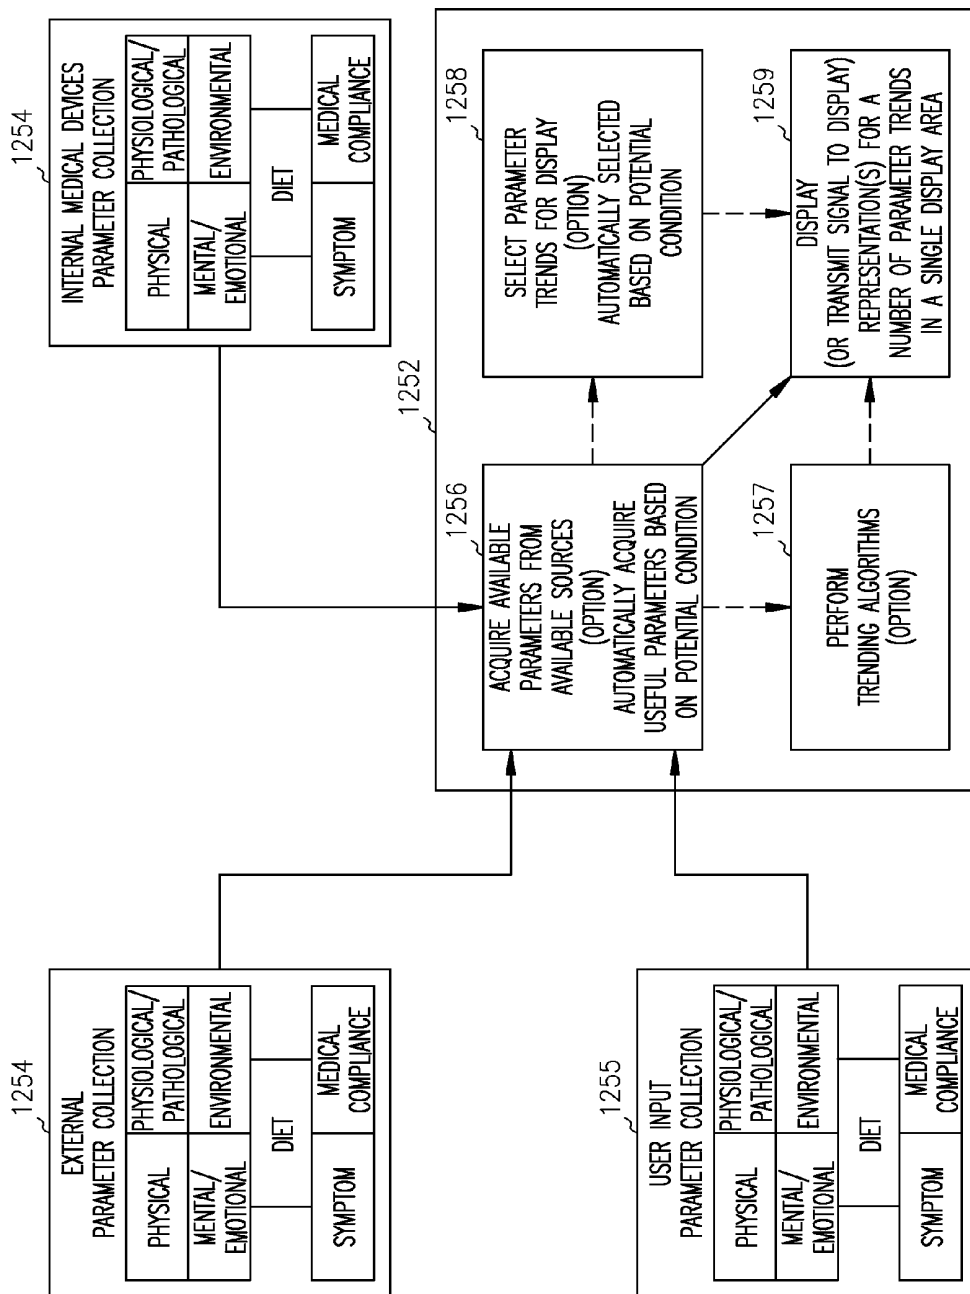 1254
EXTERNAL
PARAMETER COLLECTION
PHYSICAL
PHYSIOLOGICAL/
PATHOLOGICAL
MENTAL/
EMOTIONAL
ENVIRONMENTAL
DIET
SYMPTOM
MEDICAL
COMPLIANCE
1254
INTERNAL MEDICAL DEVICES
PARAMETER COLLECTION
PHYSICAL
PHYSIOLOGICAL/
PATHOLOGICAL
MENTAL/
EMOTIONAL
ENVIRONMENTAL
DIET
SYMPTOM
MEDICAL
COMPLIANCE
1255
USER INPUT
PARAMETER COLLECTION
PHYSICAL
PHYSIOLOGICAL/
PATHOLOGICAL
MENTAL/
EMOTIONAL
ENVIRONMENTAL
DIET
SYMPTOM
MEDICAL
COMPLIANCE
1252
1256
ACQUIRE AVAILABLE
PARAMETERS FROM
AVAILABLE SOURCES
(OPTION)
AUTOMATICALLY ACQUIRE
USEFUL PARAMETERS BASED
ON POTENTIAL CONDITION
1258
SELECT PARAMETER
TRENDS FOR DISPLAY
(OPTION)
AUTOMATICALLY SELECTED
BASED ON POTENTIAL
CONDITION
1257
PERFORM
TRENDING ALGORITHMS
(OPTION)
1259
DISPLAY
(OR TRANSMIT SIGNAL TO DISPLAY)
REPRESENTATION(S) FOR A
NUMBER OF PARAMETER TRENDS
IN A SINGLE DISPLAY AREA